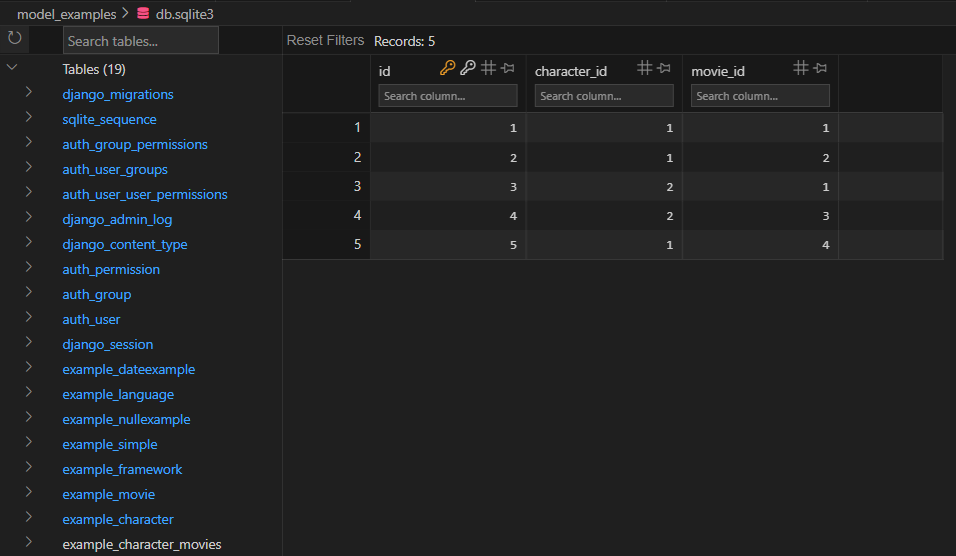 model_examples > db.sqlite3
Search tables...
Reset Filters Records: 5
Tables (19)
django_migrations
sqlite_sequence
auth_group_permissions
auth_user_groups
auth_user_user_permissions
django_admin_log
django_content_type
auth_permission
auth_group
auth_user
django_session
example_dateexample
example_language
example_nullexample
example_simple
example_framework
example_movie
example_character
example_character_movies
id character_id movie_id
Search column... Search column... Search column...
1 1 1 1
2 2 1 2
3 3 2 1
4 4 2 3
5 5 1 4